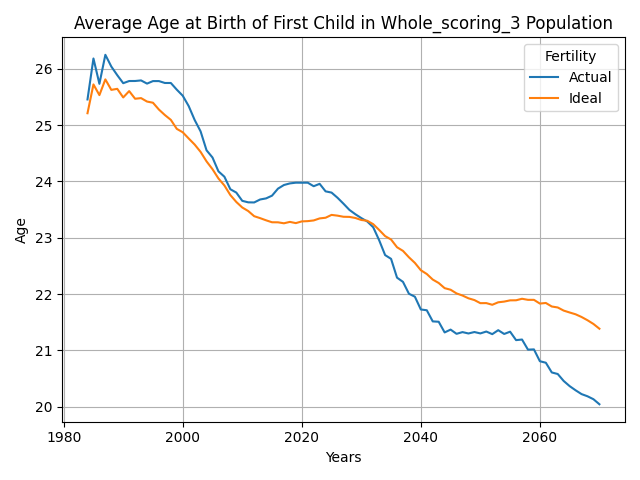 Average Age at Birth of First Child in Whole_scoring_3 Population
Fertility
Actual
Ideal
Age
26
25
24
23
22
21
20
1980
2000
2020
2040
2060
Years